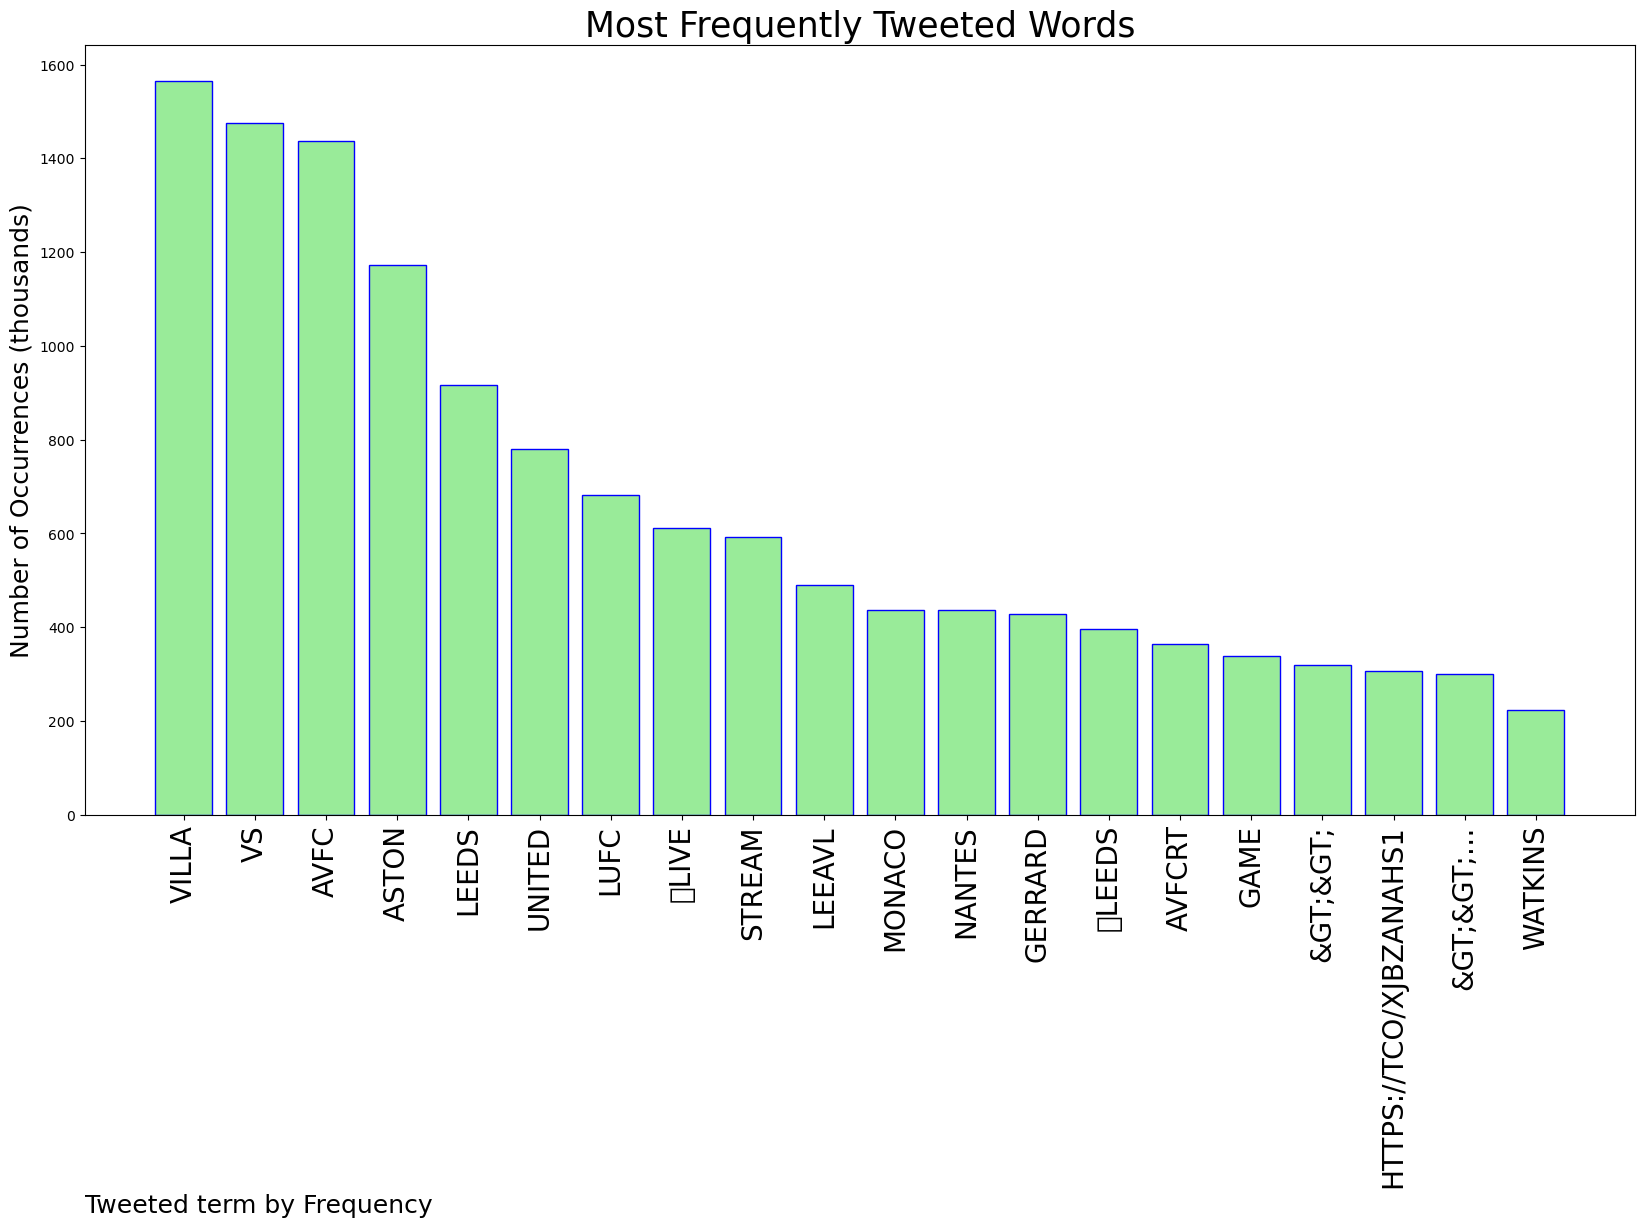 Most Frequently Tweeted Words
Number of Occurrences (thousands)
1600
1400
1200
1000
800
600
400
200
0
VILLA
VS
AVFC
ASTON
LEEDS
UNITED
LUFC
▯LIVE
STREAM
LEEAVL
MONACO
NANTES
GERRARD
▯LEEDS
AVFCRT
GAME
&GT;&GT;
HTTPS://TCO/XJBZANAHS1
&GT;&GT;...
WATKINS
Tweeted term by Frequency